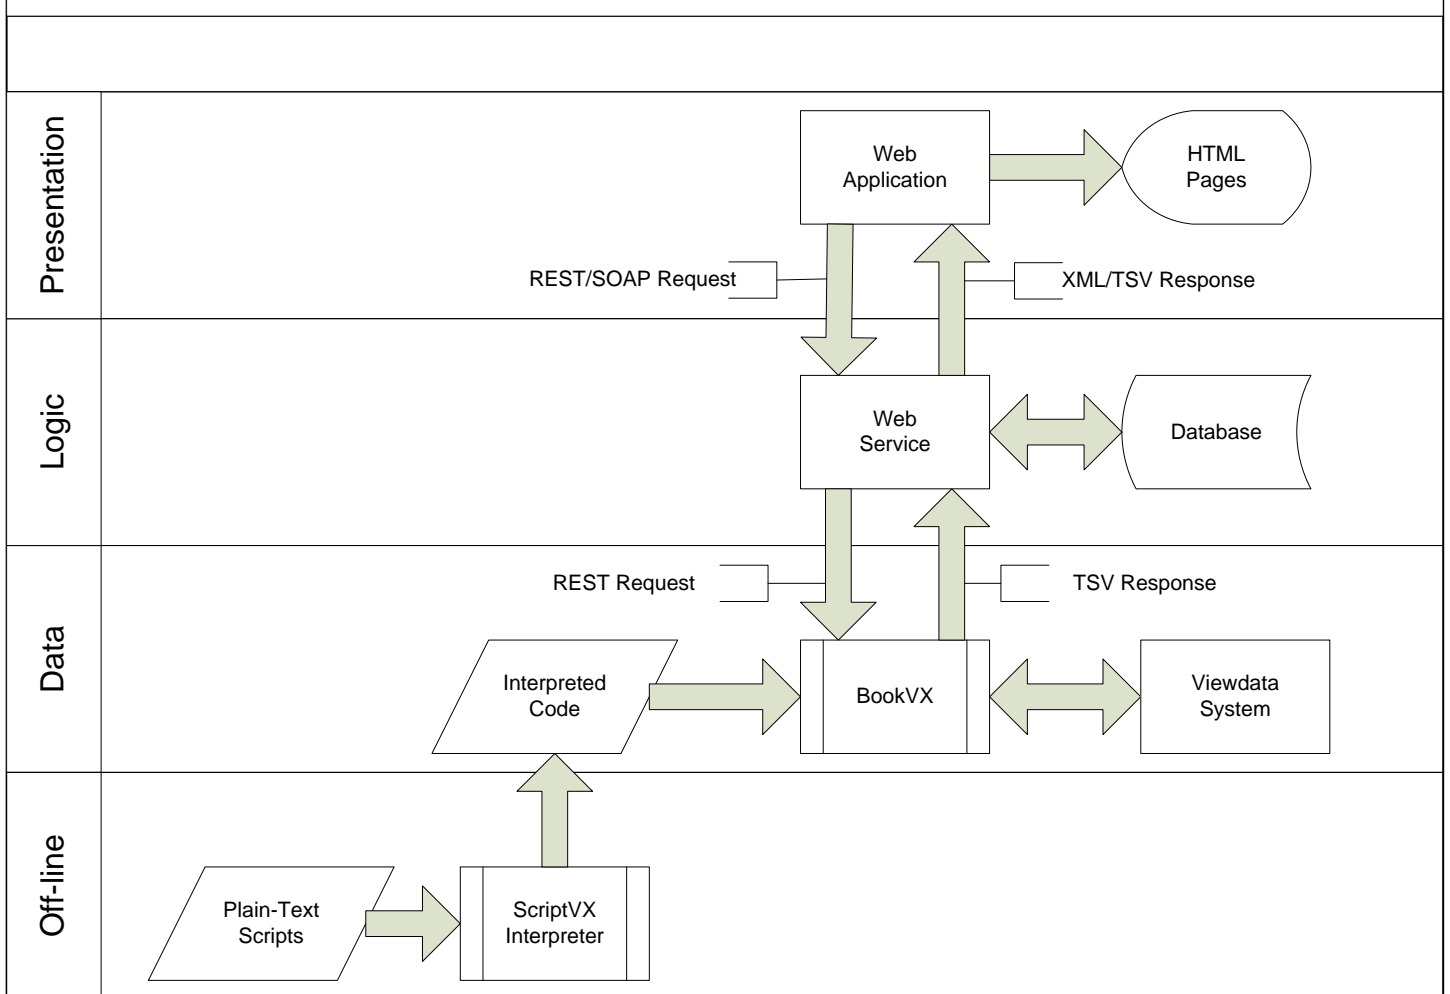 Presentation
Web
Application
HTML
Pages
REST/SOAP Request
XML/TSV Response
Logic
Web
Service
Database
Data
REST Request
TSV Response
Interpreted
Code
BookVX
Viewdata
System
Off-line
Plain-Text
Scripts
ScriptVX
Interpreter